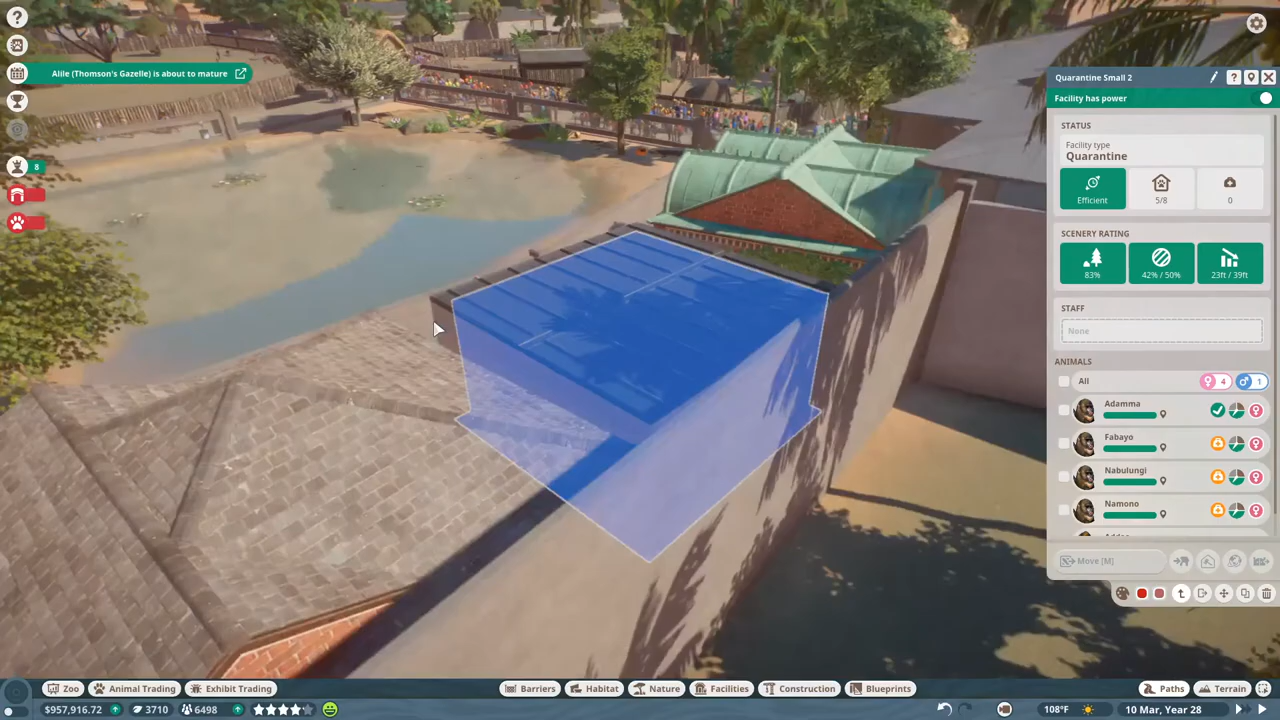 Alile (Thomson's Gazelle) is about to mature
8
Quarantine Small 2
Facility has power
STATUS
Facility type
Quarantine
Efficient
5/8
0
SCENERY RATING
83%
42% / 50%
23ft / 39ft
STAFF
None
ANIMALS
All
4
1
Adamma
Fabayo
Nabulungi
Namono
Move [M]
Zoo
Animal Trading
Exhibit Trading
Barriers
Habitat
Nature
Facilities
Construction
Blueprints
Paths
Terrain
$957,916.72
3710
6498
108°F
10 Mar, Year 28